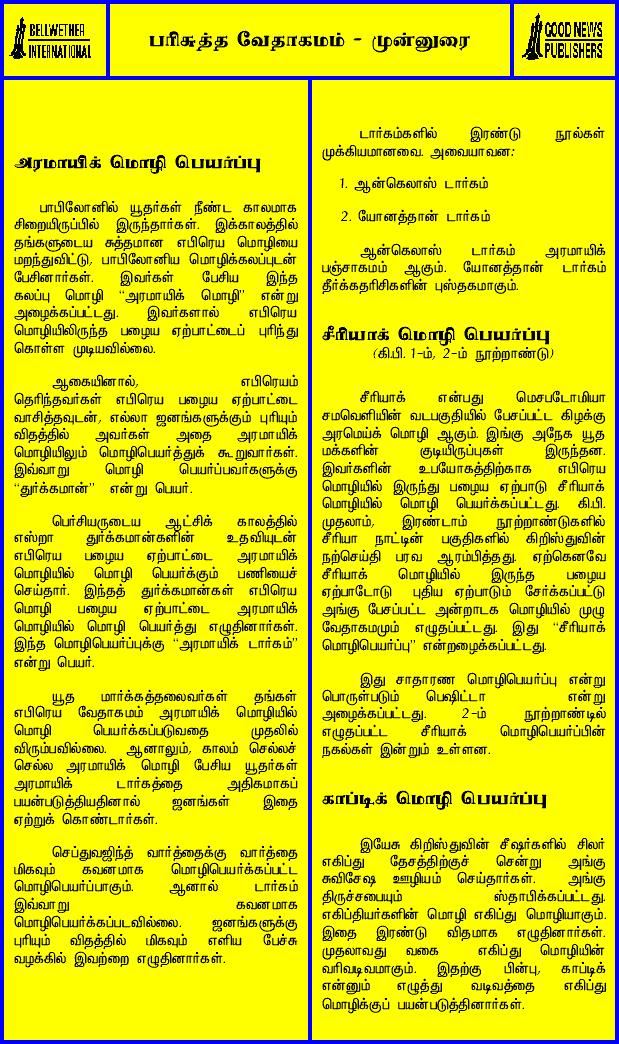 BELLWETHER
INTERNATIONAL
பரிசுத்த வேதாகமம் - முன்னுரை
GOOD NEWS
PUBLISHERS
அரமாயிக் மொழி பெயர்ப்பு
பாபிலோனில் யூதர்கள் நீண்ட காலமாக
சிறையிருப்பில் இருந்தார்கள். இக்காலத்தில்
தங்களுடைய சுத்தமான எபிரெய மொழியை
மறந்துவிட்டு, பாபிலோனிய மொழிக்கலப்புடன்
பேசினார்கள். இவர்கள் பேசிய இந்த
கலப்பு மொழி “அரமாயிக் மொழி” என்று
அழைக்கப்பட்டது. இவர்களால் எபிரெய
மொழியிலிருந்த பழைய ஏற்பாட்டைப் புரிந்து
கொள்ள முடியவில்லை.
ஆகையினால், எபிரெயம்
தெரிந்தவர்கள் எபிரெய பழைய ஏற்பாட்டை
வாசித்தவுடன், எல்லா ஜனங்களுக்கும் புரியும்
விதத்தில் அவர்கள் அதை அரமாயிக்
மொழியிலும் மொழிபெயர்த்துக் கூறுவார்கள்.
இவ்வாறு மொழி பெயர்ப்பவர்களுக்கு
“துர்க்கமான்” என்று பெயர்.
பெர்சியருடைய ஆட்சிக் காலத்தில்
எஸ்றா துர்க்கமான்களின் உதவியுடன்
எபிரெய பழைய ஏற்பாட்டை அரமாயிக்
மொழியில் மொழி பெயர்க்கும் பணியைச்
செய்தார். இந்தத் துர்க்கமான்கள் எபிரெய
மொழி பழைய ஏற்பாட்டை அரமாயிக்
மொழியில் மொழி பெயர்த்து எழுதினார்கள்.
இந்த மொழிபெயர்ப்புக்கு “அரமாயிக் டார்கம்”
என்று பெயர்.
யூத மார்க்கத்தலைவர்கள் தங்கள்
எபிரெய வேதாகமம் அரமாயிக் மொழியில்
மொழி பெயர்க்கப்படுவதை முதலில்
விரும்பவில்லை. ஆனாலும், காலம் செல்லச்
செல்ல அரமாயிக் மொழி பேசிய யூதர்கள்
அரமாயிக் டார்கத்தை அதிகமாகப்
பயன்படுத்தியதினால் ஜனங்கள் இதை
ஏற்றுக் கொண்டார்கள்.
செப்துவஜிந்த் வார்த்தைக்கு வார்த்தை
மிகவும் கவனமாக மொழிபெயர்க்கப்பட்ட
மொழிபெயர்ப்பாகும். ஆனால் டார்கம்
இவ்வாறு கவனமாக
மொழிபெயர்க்கப்படவில்லை. ஜனங்களுக்கு
புரியும் விதத்தில் மிகவும் எளிய பேச்சு
வழக்கில் இவற்றை எழுதினார்கள்.
டார்கம்களில் இரண்டு நூல்கள்
முக்கியமானவை. அவையாவன:
1. ஆன்கெலாஸ் டார்கம்
2. யோனத்தான் டார்கம்
ஆன்கெலாஸ் டார்கம் அரமாயிக்
பஞ்சாகமம் ஆகும். யோனத்தான் டார்கம்
தீர்க்கதரிசிகளின் புஸ்தகமாகும்.
சீரியாக் மொழி பெயர்ப்பு
(கி.பி. 1-ம், 2-ம் நூற்றாண்டு)
சீரியாக் என்பது மெசபடோமியா
சமவெளியின் வடபகுதியில் பேசப்பட்ட கிழக்கு
அரமெய்க் மொழி ஆகும். இங்கு அநேக யூத
மக்களின் குடியிருப்புகள் இருந்தன.
இவர்களின் உபயோகத்திற்காக எபிரெய
மொழியில் இருந்து பழைய ஏற்பாடு சீரியாக்
மொழியில் மொழி பெயர்க்கப்பட்டது. கி.பி.
முதலாம், இரண்டாம் நூற்றாண்டுகளில்
சீரியா நாட்டின் பகுதிகளில் கிறிஸ்துவின்
நற்செய்தி பரவ ஆரம்பித்தது. ஏற்கெனவே
சீரியாக் மொழியில் இருந்த பழைய
ஏற்பாடோடு புதிய ஏற்பாடும் சேர்க்கப்பட்டு
அங்கு பேசப்பட்ட அன்றாடக மொழியில் முழு
வேதாகமமும் எழுதப்பட்டது. இது “சீரியாக்
மொழிபெயர்ப்பு” என்றழைக்கப்பட்டது.
இது சாதாரண மொழிபெயர்ப்பு என்று
பொருள்படும் பெஷிட்டா என்று
அழைக்கப்பட்டது. 2-ம் நூற்றாண்டில்
எழுதப்பட்ட சீரியாக் மொழிபெயர்ப்பின்
நகல்கள் இன்றும் உள்ளன.
காப்டிக் மொழி பெயர்ப்பு
இயேசு கிறிஸ்துவின் சீஷர்களில் சிலர்
எகிப்து தேசத்திற்குச் சென்று அங்கு
சுவிசேஷ ஊழியம் செய்தார்கள். அங்கு
திருச்சபையும் ஸ்தாபிக்கப்பட்டது.
எகிப்தியர்களின் மொழி எகிப்து மொழியாகும்.
இதை இரண்டு விதமாக எழுதினார்கள்.
முதலாவது வகை எகிப்து மொழியின்
வரிவடிவமாகும். இதற்கு பின்பு, காப்டிக்
என்னும் எழுத்து வடிவத்தை எகிப்து
மொழிக்குப் பயன்படுத்தினார்கள்.